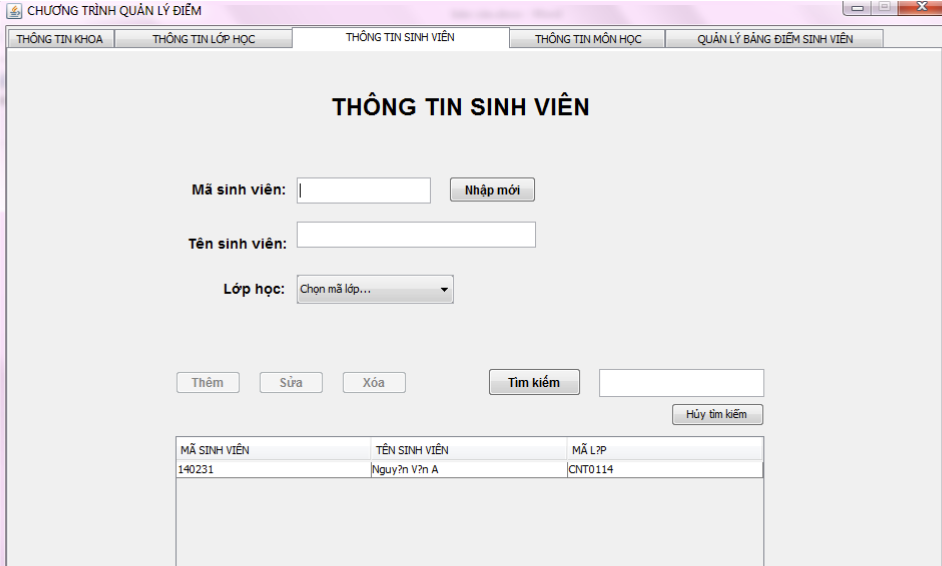 CHƯƠNG TRÌNH QUẢN LÝ ĐIỂM
THÔNG TIN KHOA THÔNG TIN LỚP HỌC THÔNG TIN SINH VIÊN THÔNG TIN MÔN HỌC QUẢN LÝ BẢNG ĐIỂM SINH VIÊN
THÔNG TIN SINH VIÊN
Mã sinh viên: Nhập mới
Tên sinh viên:
Lớp học: Chọn mã lớp...
Thêm Sửa Xóa Tìm kiếm
Hủy tìm kiếm
MÃ SINH VIÊN TÊN SINH VIÊN MÃ L?P
140231 Nguy?n V?n A CNT0114